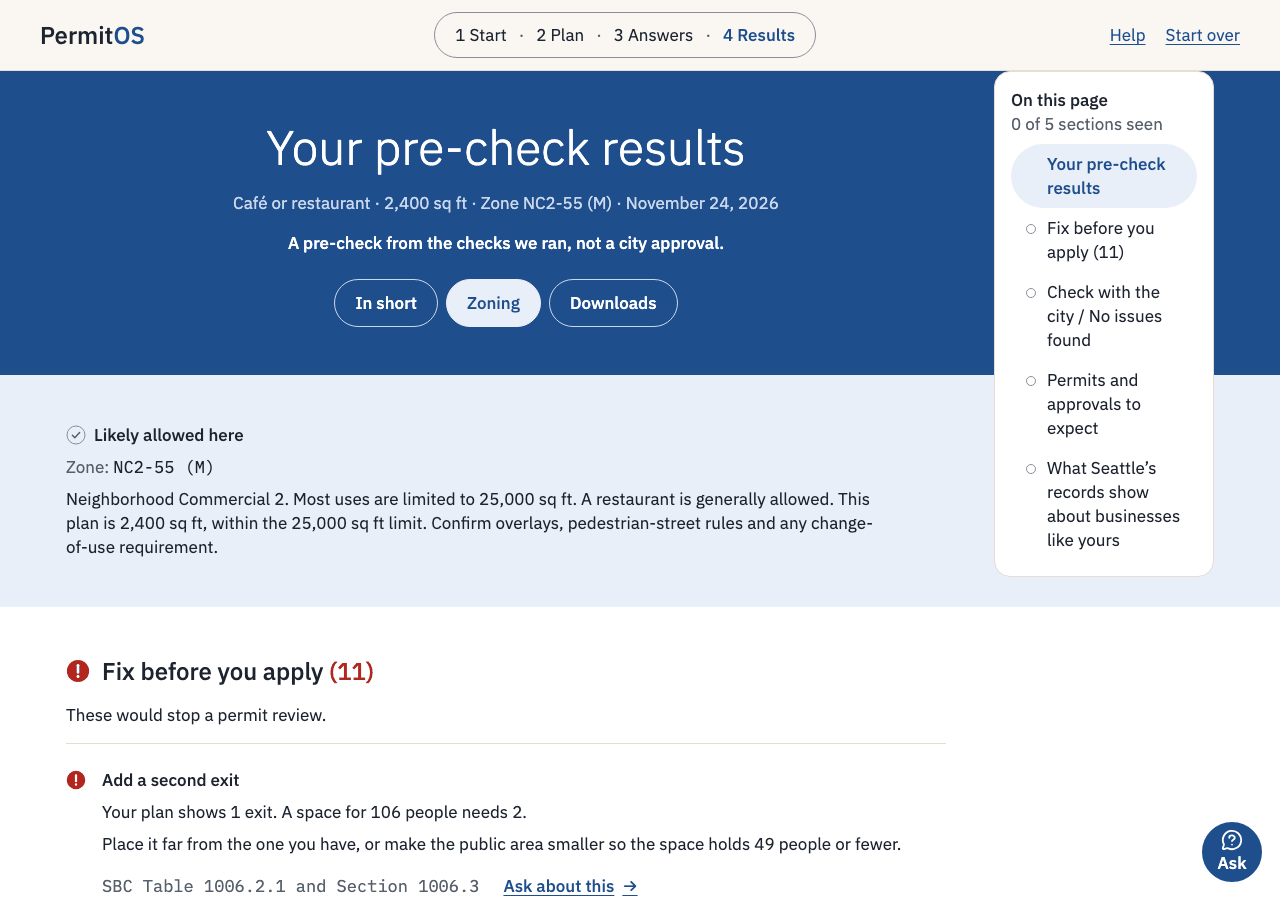 PermitOS
1 Start · 2 Plan · 3 Answers · 4 Results
Help
Start over
Your pre-check results
Café or restaurant · 2,400 sq ft · Zone NC2-55 (M) · November 24, 2026
A pre-check from the checks we ran, not a city approval.
In short
Zoning
Downloads
On this page
0 of 5 sections seen
Your pre-check
results
Fix before you
apply (11)
Check with the
city / No issues
found
Permits and
approvals to
expect
What Seattle’s
records show
about businesses
like yours
Likely allowed here
Zone: NC2-55 (M)
Neighborhood Commercial 2. Most uses are limited to 25,000 sq ft. A restaurant is generally allowed. This
plan is 2,400 sq ft, within the 25,000 sq ft limit. Confirm overlays, pedestrian-street rules and any change-
of-use requirement.
Fix before you apply (11)
These would stop a permit review.
Add a second exit
Your plan shows 1 exit. A space for 106 people needs 2.
Place it far from the one you have, or make the public area smaller so the space holds 49 people or fewer.
SBC Table 1006.2.1 and Section 1006.3
Ask about this →
Ask